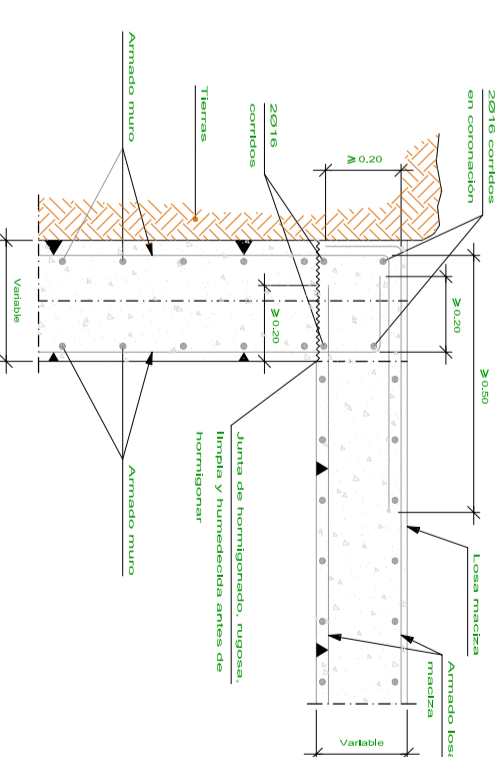 2Ø16 corridos
en coronación
Armado muro
Tierras
2Ø16
corridos
≥ 0.20
≥ 0.20
≥ 0.50
≥ 0.20
Variable
Armado muro
Junta de hormigonado, rugosa,
limpia y humedecida antes de
hormigonar
Losa maciza
Armado losa
maciza
Variable